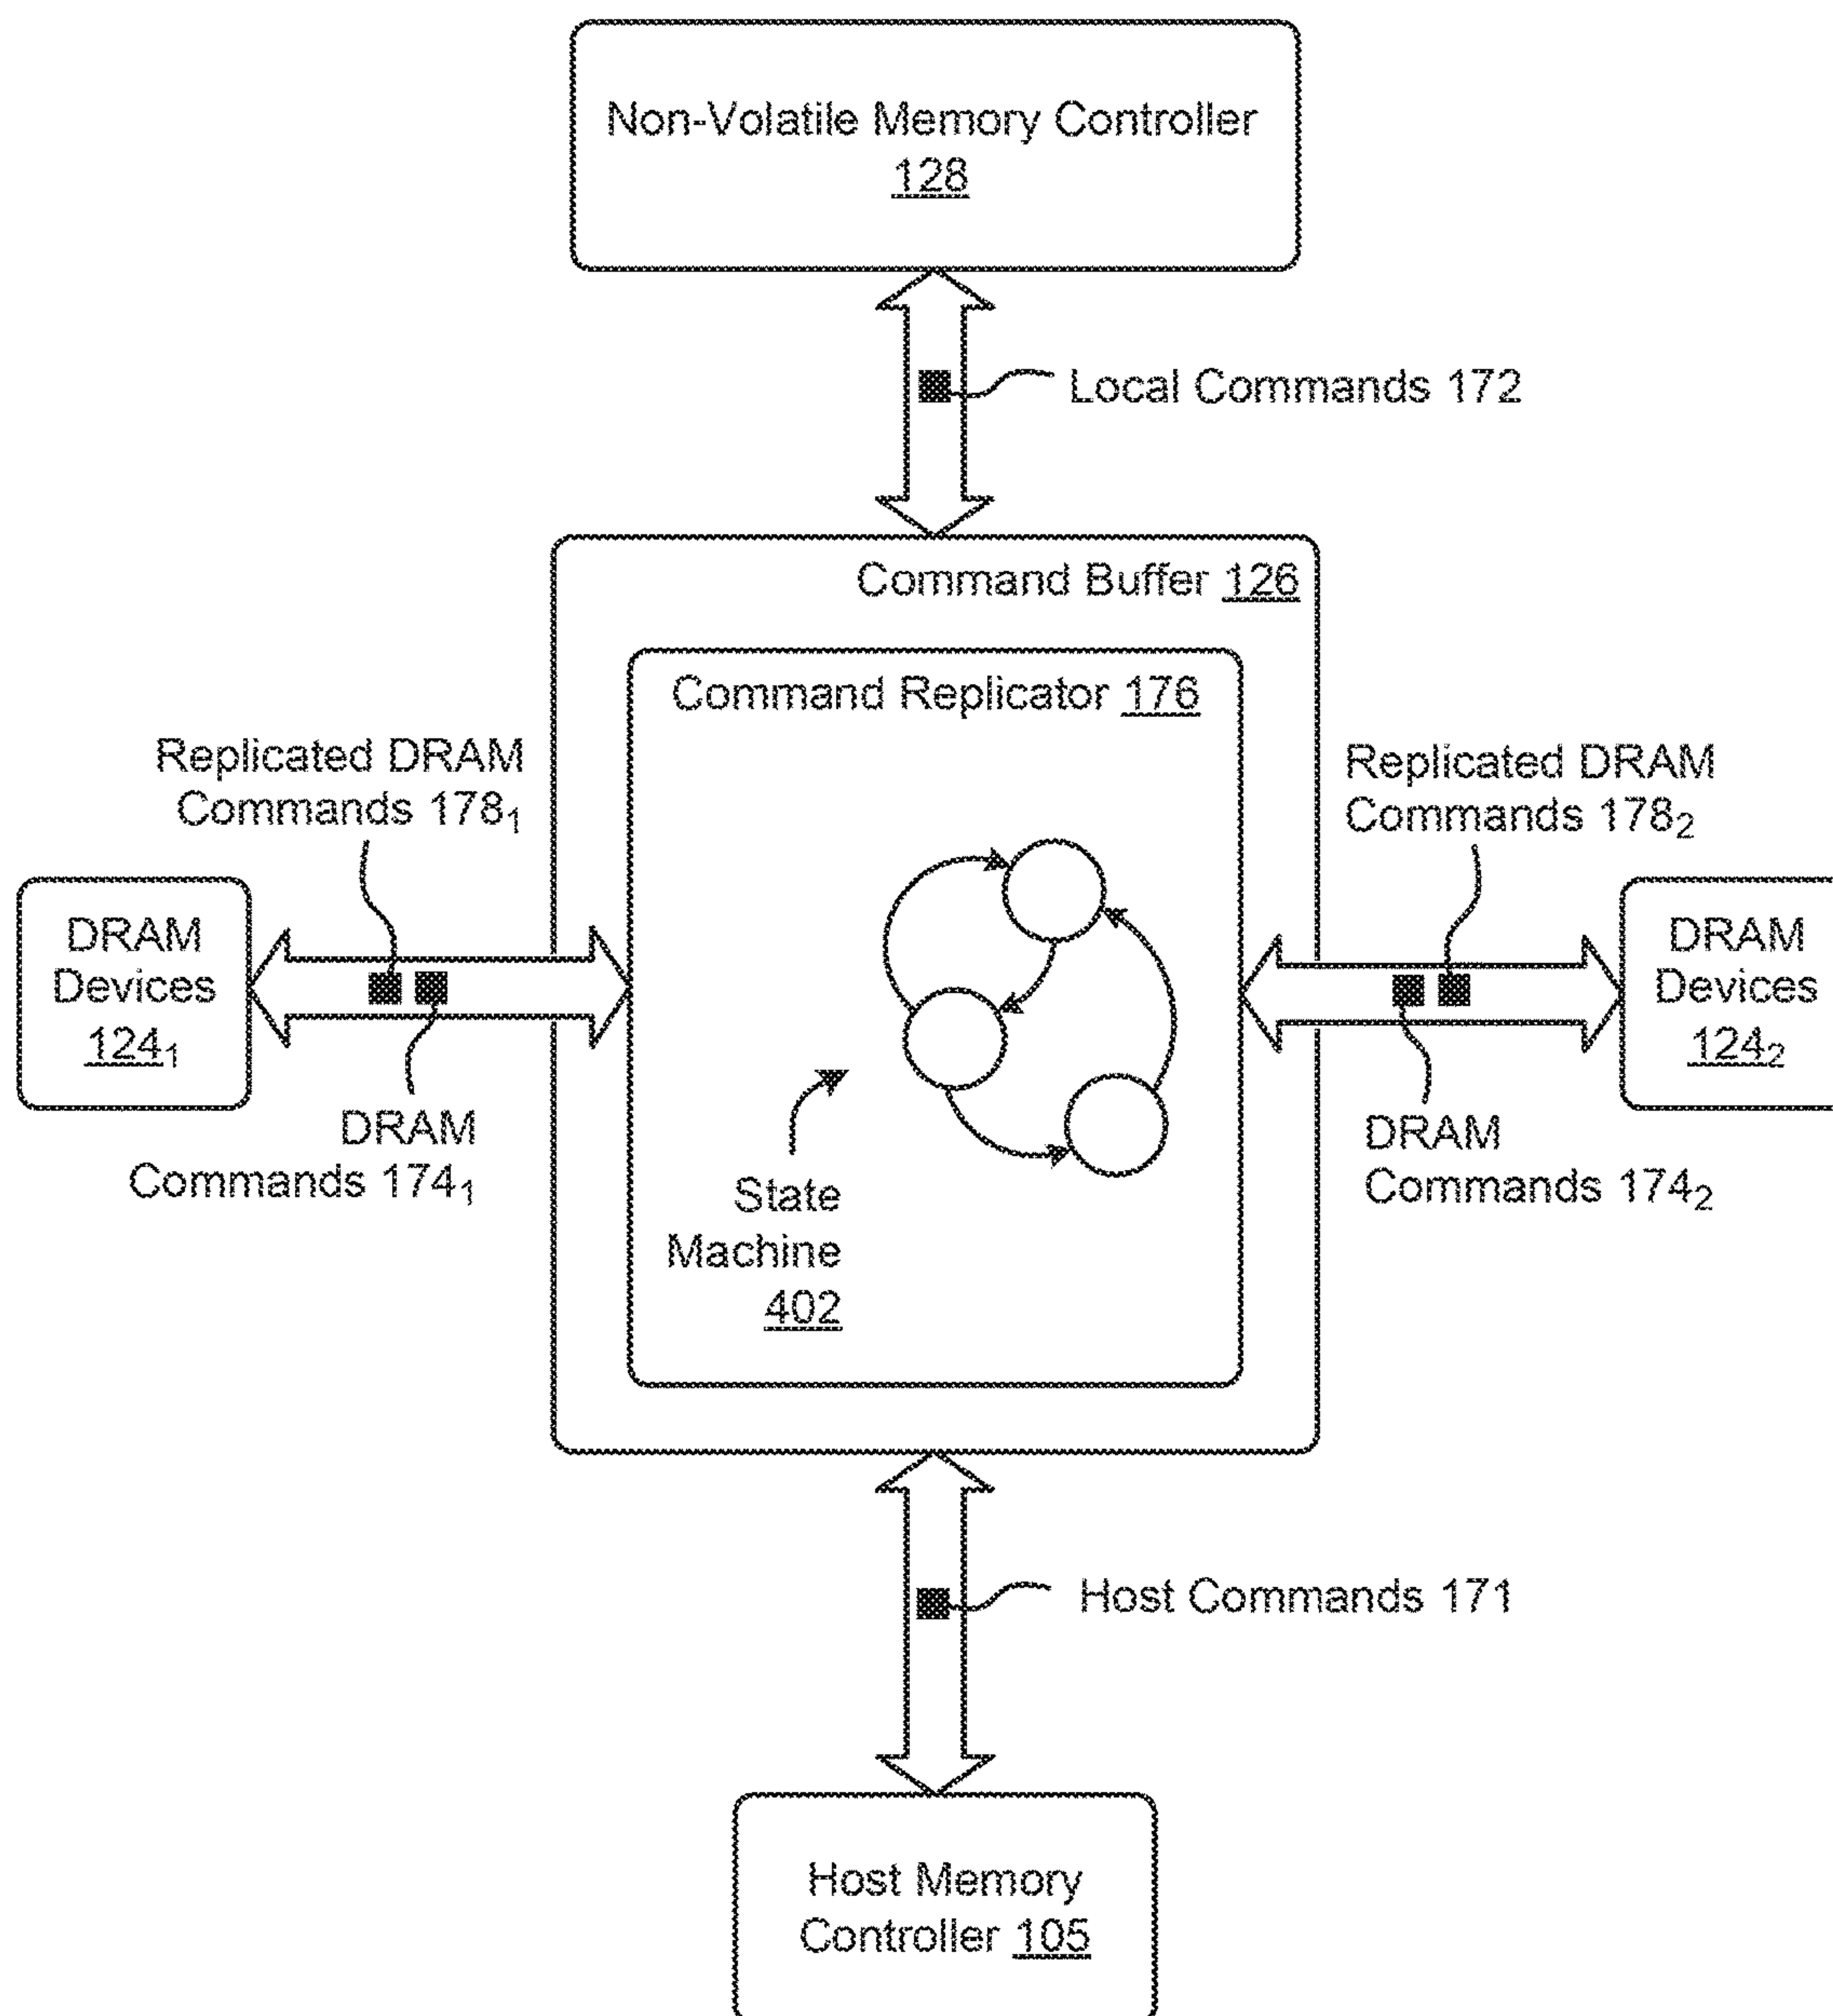 Non-Volatile Memory Controller
128
Local Commands 172
Command Buffer 126
Command Replicator 176
Replicated DRAM
Commands 178₁
Replicated DRAM
Commands 178₂
DRAM
Devices
124₁
DRAM
Devices
124₂
DRAM
Commands 174₁
DRAM
Commands 174₂
State
Machine
402
Host Commands 171
Host Memory
Controller 105